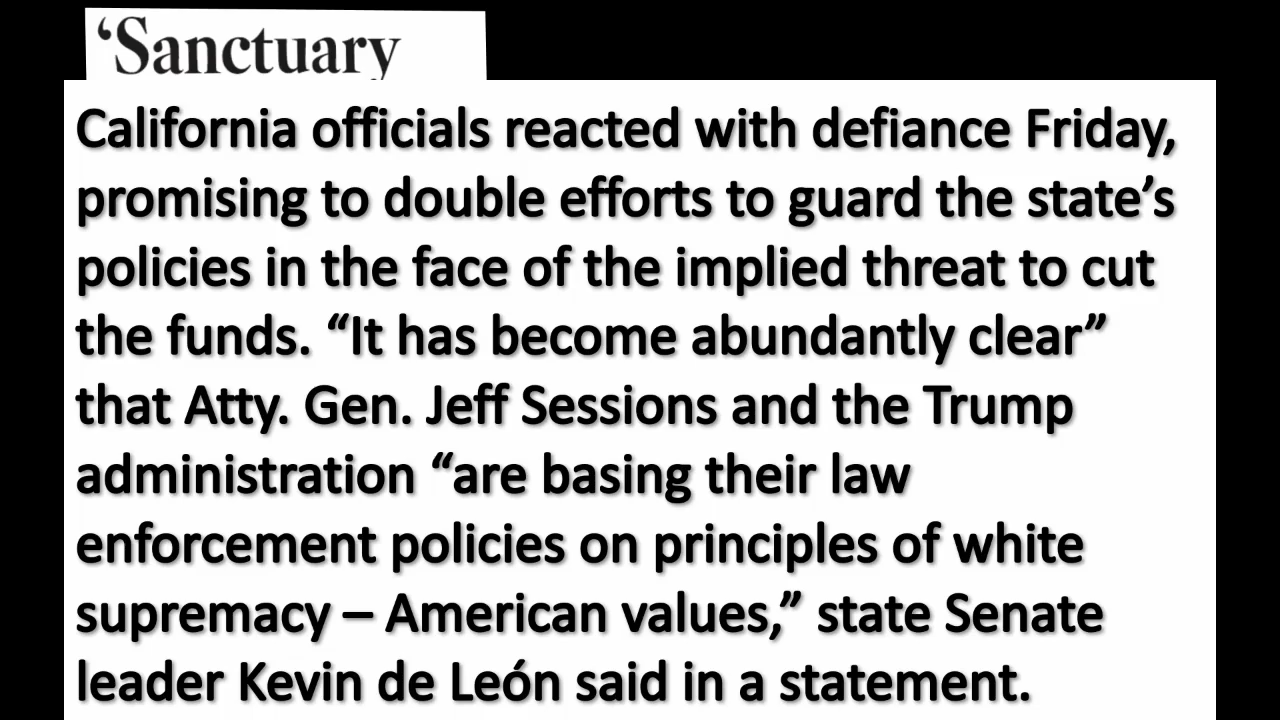 ‘Sanctuary
California officials reacted with defiance Friday,
promising to double efforts to guard the state’s
policies in the face of the implied threat to cut
the funds. “It has become abundantly clear”
that Atty. Gen. Jeff Sessions and the Trump
administration “are basing their law
enforcement policies on principles of white
supremacy – American values,” state Senate
leader Kevin de León said in a statement.